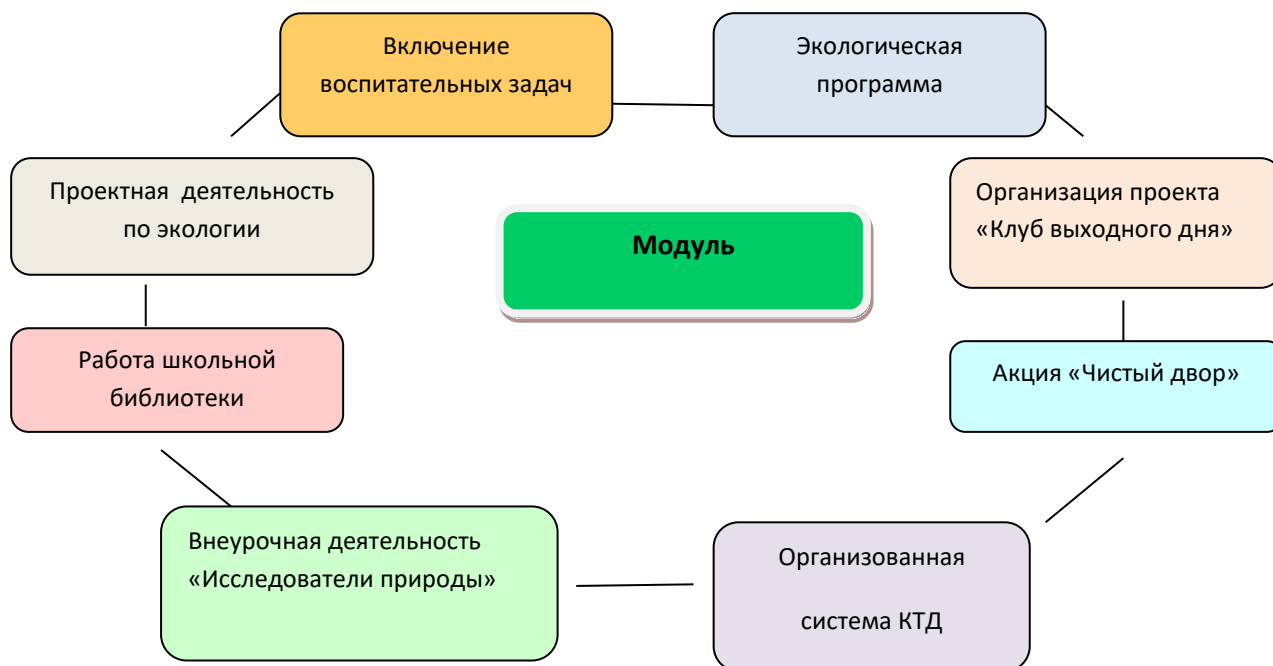 Включение
воспитательных задач
Экологическая
программа
Проектная деятельность
по экологии
Модуль
Организация проекта
«Клуб выходного дня»
Работа школьной
библиотеки
Акция «Чистый двор»
Внеурочная деятельность
«Исследователи природы»
Организованная
система КТД